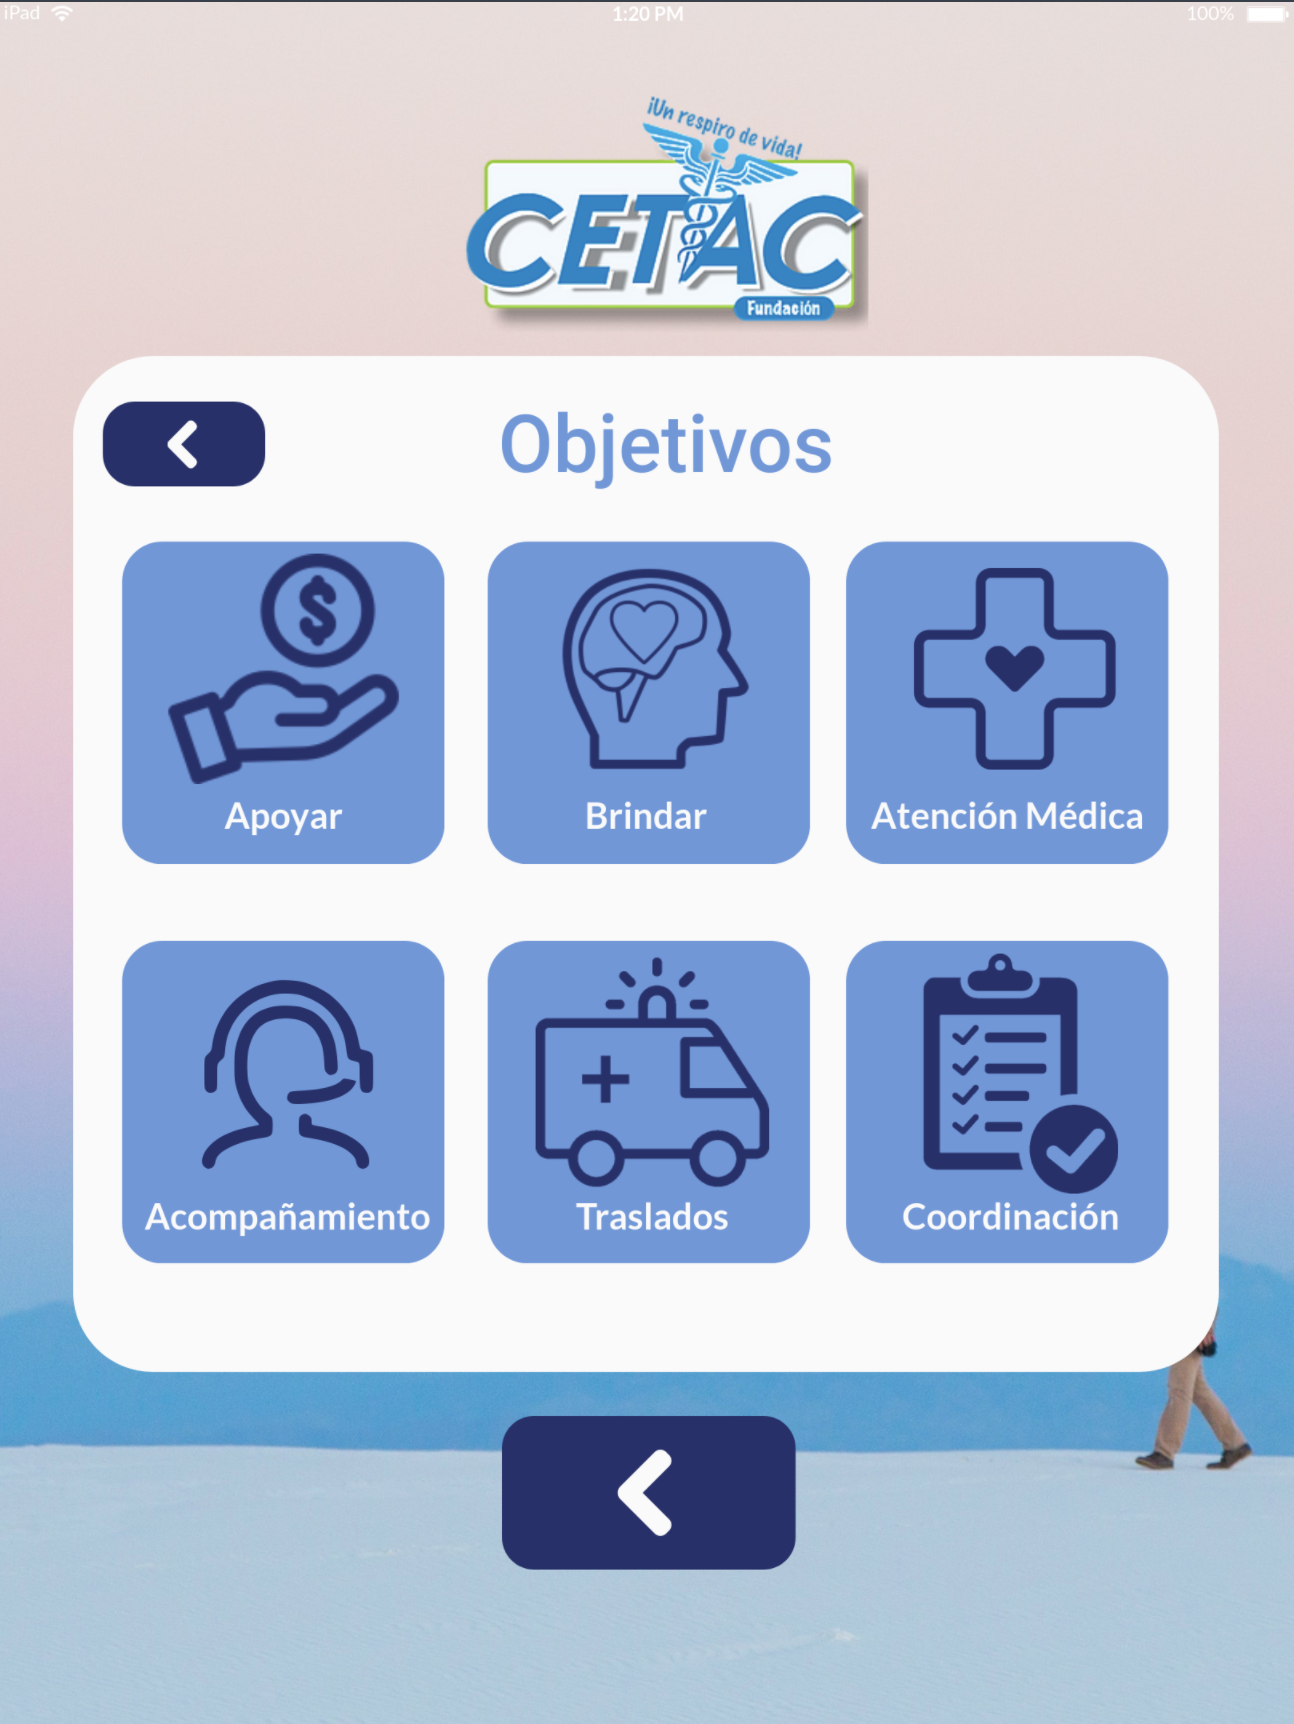 iPad
1:20 PM
100%
¡Un respiro de vida!
CETAC
Fundación
Objetivos
$
Apoyar
Brindar
Atención Médica
Acompañamiento
Traslados
Coordinación